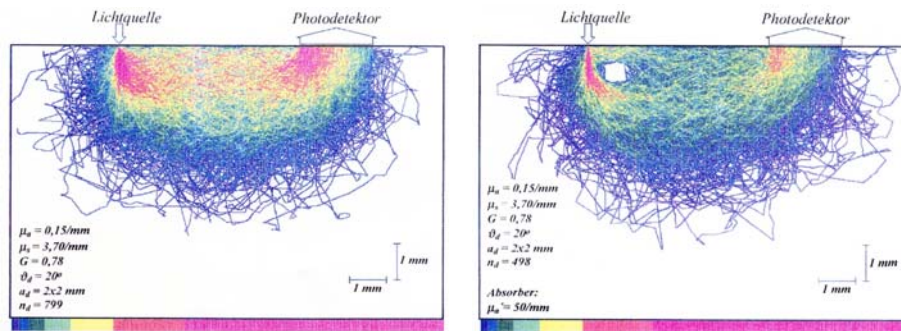 Lichtquelle
Photodetektor
μa = 0,15/mm
μs = 3,70/mm
G = 0,78
ϑd = 20º
ad = 2x2 mm
nd = 799
1 mm
1 mm
Lichtquelle
Photodetektor
μa = 0,15/mm
μs = 3,70/mm
G = 0,78
ϑd = 20º
ad = 2x2 mm
nd = 498
Absorber:
μa' = 50/mm
1 mm
1 mm